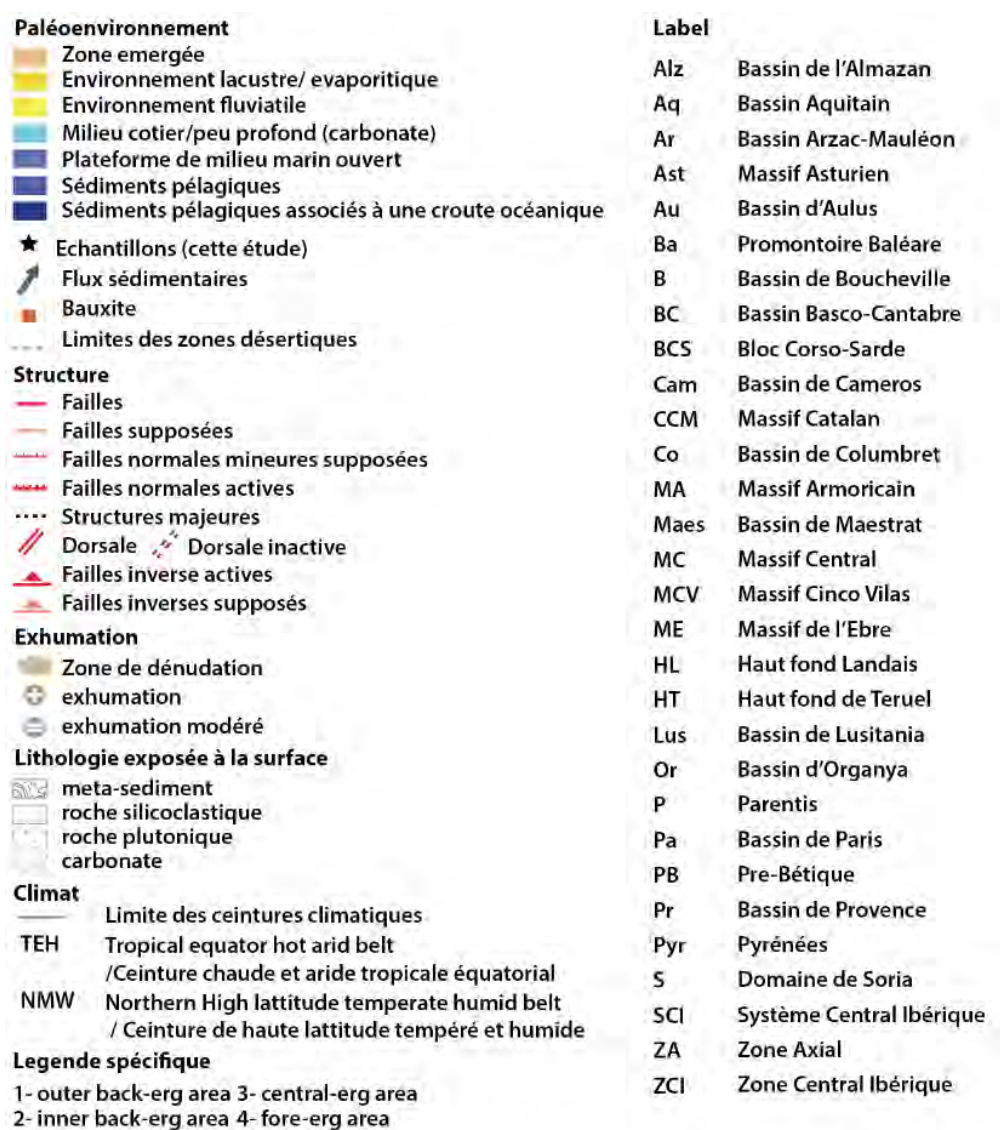 Paléoenvironnement
Zone emergée
Environnement lacustre/ evaporitique
Environnement fluviatile
Milieu cotier/peu profond (carbonate)
Plateforme de milieu marin ouvert
Sédiments pélagiques
Sédiments pélagiques associés à une croute océanique
Echantillons (cette étude)
Flux sédimentaires
Bauxite
Limites des zones désertiques
Structure
Failles
Failles supposées
Failles normales mineures supposées
Failles normales actives
Structures majeures
Dorsale Dorsale inactive
Failles inverse actives
Failles inverses supposés
Exhumation
Zone de dénudation
exhumation
exhumation modéré
Lithologie exposée à la surface
meta-sediment
roche silicoclastique
roche plutonique
carbonate
Climat
Limite des ceintures climatiques
TEH Tropical equator hot arid belt
/Ceinture chaude et aride tropicale équatorial
NMW Northern High lattitude temperate humid belt
/ Ceinture de haute lattitude tempéré et humide
Legende spécifique
1- outer back-erg area 3- central-erg area
2- inner back-erg area 4- fore-erg area
Label
Alz Bassin de l'Almazan
Aq Bassin Aquitain
Ar Bassin Arzac-Mauléon
Ast Massif Asturien
Au Bassin d'Aulus
Ba Promontoire Baléare
B Bassin de Boucheville
BC Bassin Basco-Cantabre
BCS Bloc Corso-Sarde
Cam Bassin de Cameros
CCM Massif Catalan
Co Bassin de Columbret
MA Massif Armoricain
Maes Bassin de Maestrat
MC Massif Central
MCV Massif Cinco Vilas
ME Massif de l'Ebre
HL Haut fond Landais
HT Haut fond de Teruel
Lus Bassin de Lusitania
Or Bassin d'Organya
P Parentis
Pa Bassin de Paris
PB Pre-Bétique
Pr Bassin de Provence
Pyr Pyrénées
S Domaine de Soria
SCI Système Central Ibérique
ZA Zone Axial
ZCI Zone Central Ibérique